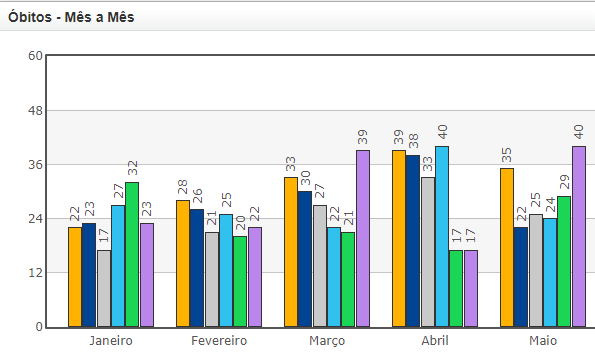 Óbitos - Mês a Mês
60
48
36
24
12
0
22 23 17 27 32 23
28 26 21 25 20 22
33 30 27 22 21 39
39 38 33 40 17 17
35 22 25 24 29 40
Janeiro Fevereiro Março Abril Maio